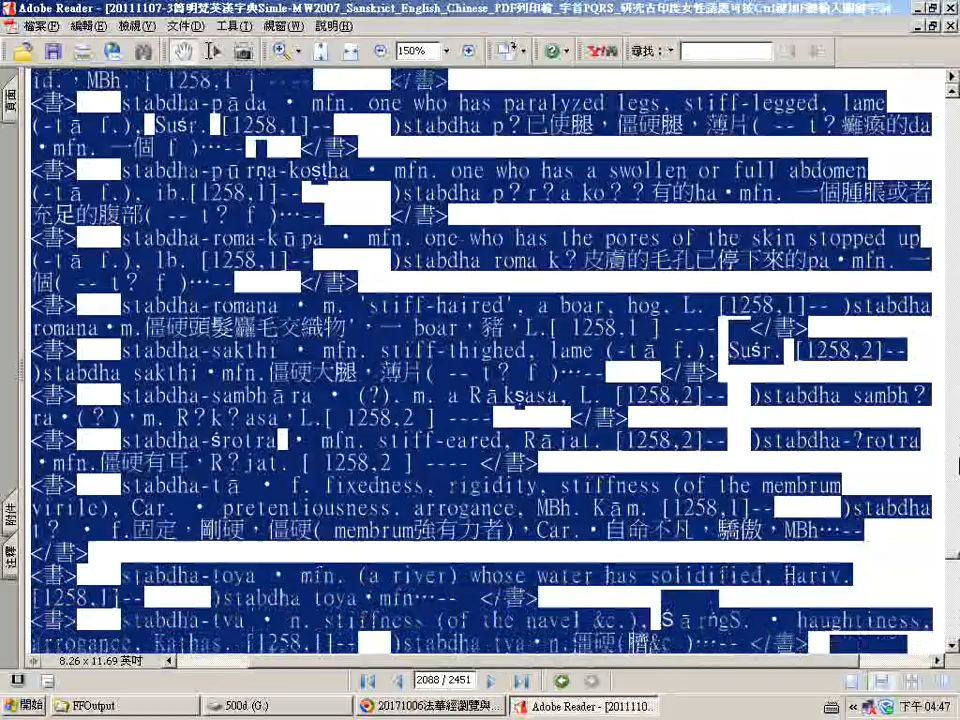 Adobe Reader - [20111107-3簡明梵英漢字典Simle-MW2007_Sanskrict_English_Chinese_PDF列印檔_字首PQRS_研究古印度女性議題可按Ctrl鍵加F鍵輸入關鍵字詞
檔案(F) 編輯(E) 檢視(V) 文件(D) 工具(T) 視窗(W) 說明(H)
150% 尋找：
頁面
附件
注釋
id.，MBh. [ 1258,1 ] ---- </書>
<書> stabdha-pāda • mfn. one who has paralyzed legs, stiff-legged, lame
(-tā f.), Suśr. [1258,1]-- )stabdha p？已使腿，僵硬腿，薄片( -- t？癱瘓的da
•mfn. 一個 f )…-- </書>
<書> stabdha-pūrṇa-koṣṭha • mfn. one who has a swollen or full abdomen
(-tā f.), ib.[1258,1]-- )stabdha p？r？a ko？？有的ha•mfn. 一個腫脹或者
充足的腹部( -- t？ f )…-- </書>
<書> stabdha-roma-kūpa • mfn. one who has the pores of the skin stopped up
(-tā f.), lb. [1258,1]-- )stabdha roma k？皮膚的毛孔已停下來的pa•mfn. 一
個( -- t？ f )…-- </書>
<書> stabdha-romana • m. 'stiff-haired', a boar, hog, L. [1258,1]-- )stabdha
romana•m.僵硬頭髮麗毛交織物'，一 boar，豬，L.[ 1258,1 ] ---- </書>
<書> stabdha-sakthi • mfn. stiff-thighed, lame (-tā f.), Suśr. [1258,2]--
)stabdha sakthi•mfn.僵硬大腿，薄片( -- t？ f )…-- </書>
<書> stabdha-sambhāra • (?). m. a Rākṣasa, L. [1258,2]-- )stabdha sambh？
ra•(？), m. R？k？asa，L. [ 1258,2 ] ---- </書>
<書> stabdha-śrotra • mfn. stiff-eared, Rājat. [1258,2]-- )stabdha-?rotra
•mfn.僵硬有耳，R？jat. [ 1258,2 ] ---- </書>
<書> stabdha-tā • f. fixedness, rigidity, stiffness (of the membrum
virile), Car. • pretentiousness. arrogance, MBh. Kām. [1258,1]-- )stabdha
t？ • f.固定，剛硬，僵硬( membrum強有力者)，Car.•自命不凡，驕傲，MBh…--
</書>
<書> stabdha-toya • mfn. (a river) whose water has solidified, Hariv.
[1258,1]-- )stabdha toya•mfn…-- </書>
<書> stabdha-tva • n. stiffness (of the navel &c.), ŚārṅgS. • haughtiness,
arrogance, Kathas. [1258,1]-- )stabdha tva•n.僵硬(臍&c )…-- </書>
8.26 x 11.69 英吋
2088 / 2451
開始 FFOutput 500d (G:) 20171006法華經瀏覽與... Adobe Reader - [2011110... 下午 04:47